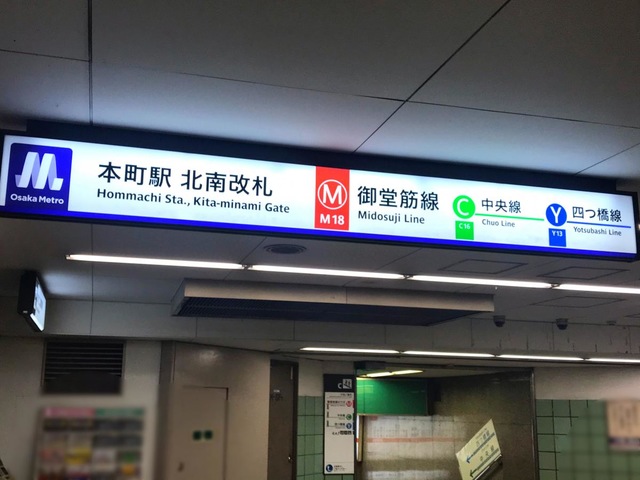 Osaka Metro
本町駅 北南改札
Hommachi Sta., Kita-minami Gate
M
M18
御堂筋線
Midosuji Line
C
C16
中央線
Chuo Line
Y
Y13
四つ橋線
Yotsubashi Line